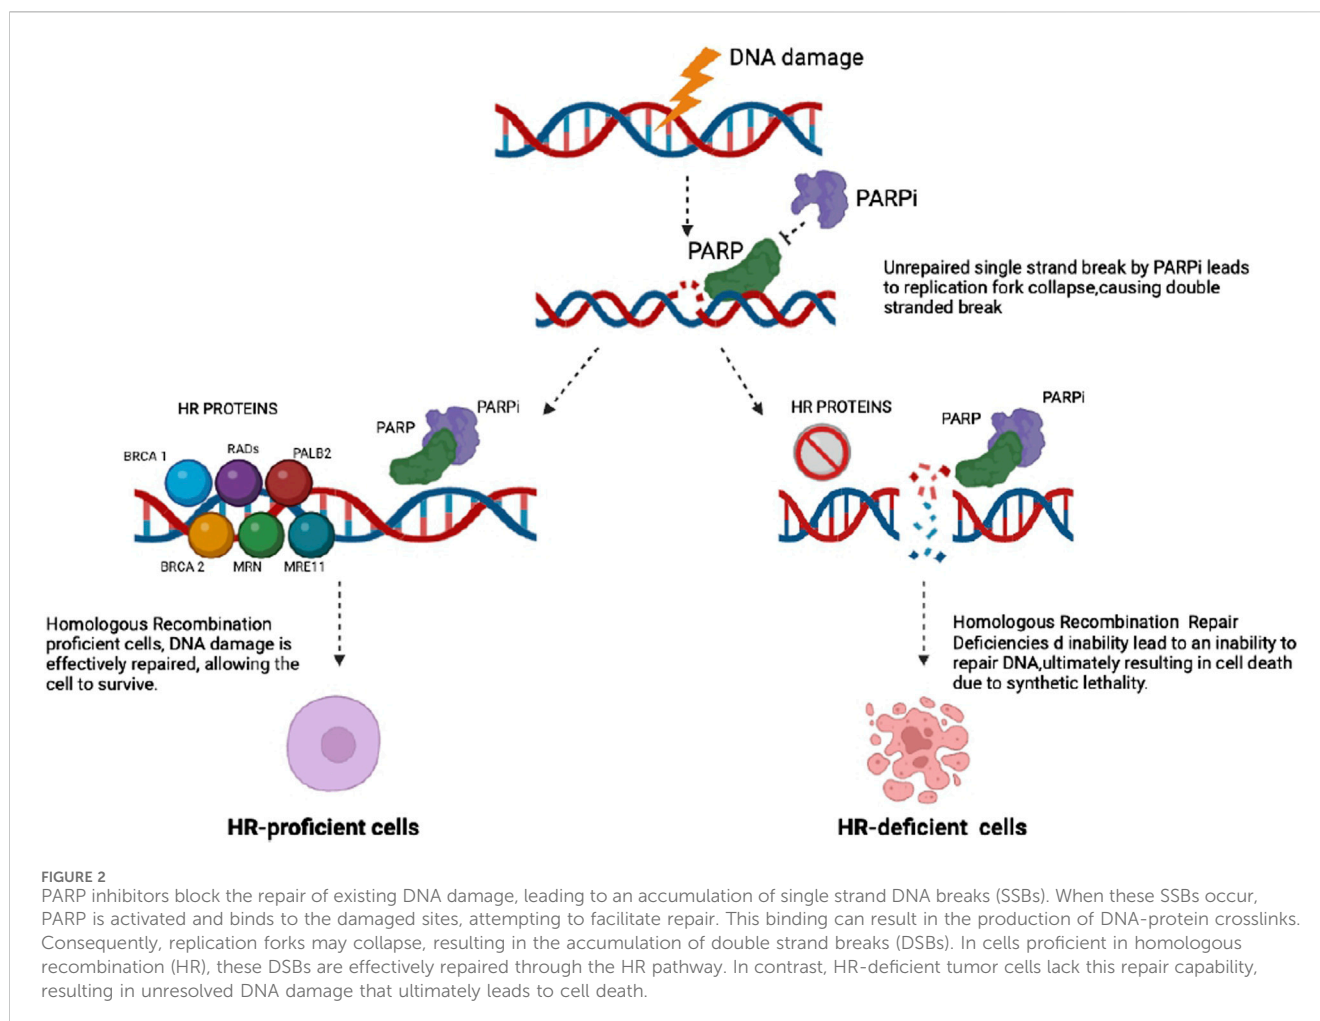 DNA damage
PARPi
PARP
Unrepaired single strand break by PARPi leads
to replication fork collapse,causing double
stranded break
HR PROTEINS
PARPi
PARP
BRCA 1
RADs
PALB2
BRCA 2
MRN
MRE11
HR PROTEINS
PARPi
PARP
Homologous Recombination
proficient cells, DNA damage is
effectively repaired, allowing the
cell to survive.
Homologous Recombination Repair
Deficiencies d inability lead to an inability to
repair DNA,ultimately resulting in cell death
due to synthetic lethality.
HR-proficient cells
HR-deficient cells
FIGURE 2
PARP inhibitors block the repair of existing DNA damage, leading to an accumulation of single strand DNA breaks (SSBs). When these SSBs occur,
PARP is activated and binds to the damaged sites, attempting to facilitate repair. This binding can result in the production of DNA-protein crosslinks.
Consequently, replication forks may collapse, resulting in the accumulation of double strand breaks (DSBs). In cells proficient in homologous
recombination (HR), these DSBs are effectively repaired through the HR pathway. In contrast, HR-deficient tumor cells lack this repair capability,
resulting in unresolved DNA damage that ultimately leads to cell death.